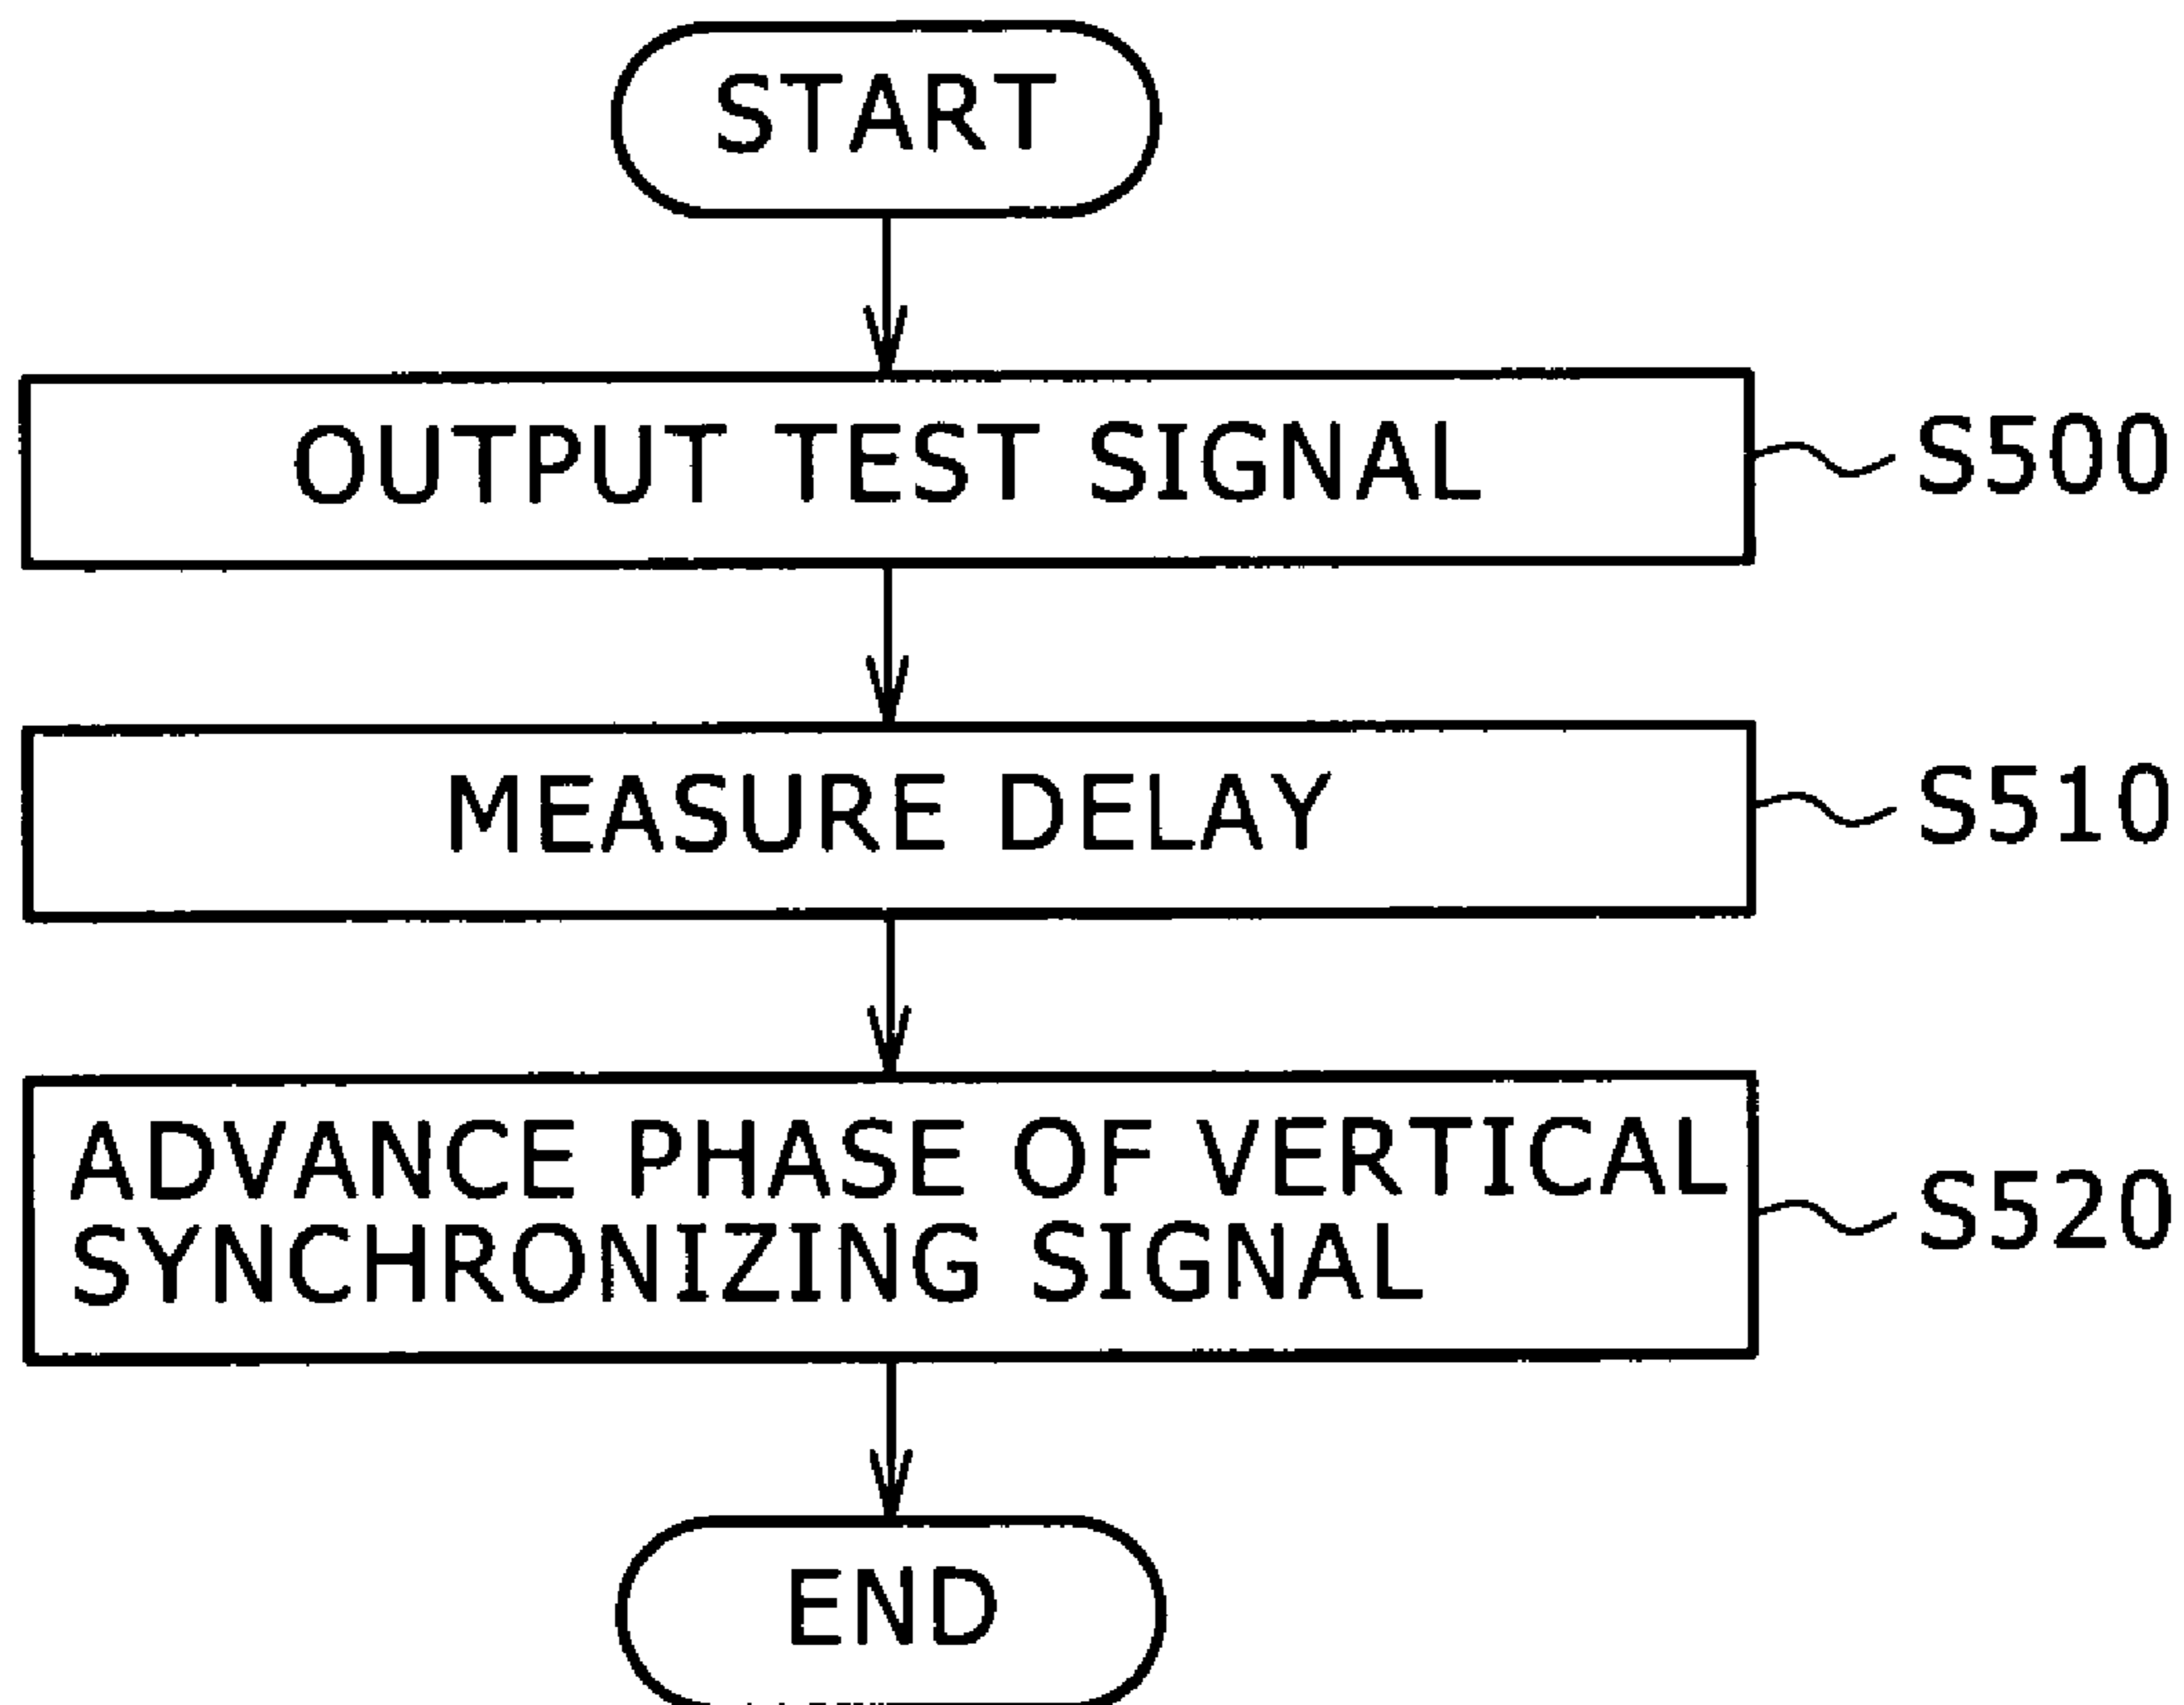 START
OUTPUT TEST SIGNAL
S500
MEASURE DELAY
S510
ADVANCE PHASE OF VERTICAL
SYNCHRONIZING SIGNAL
S520
END